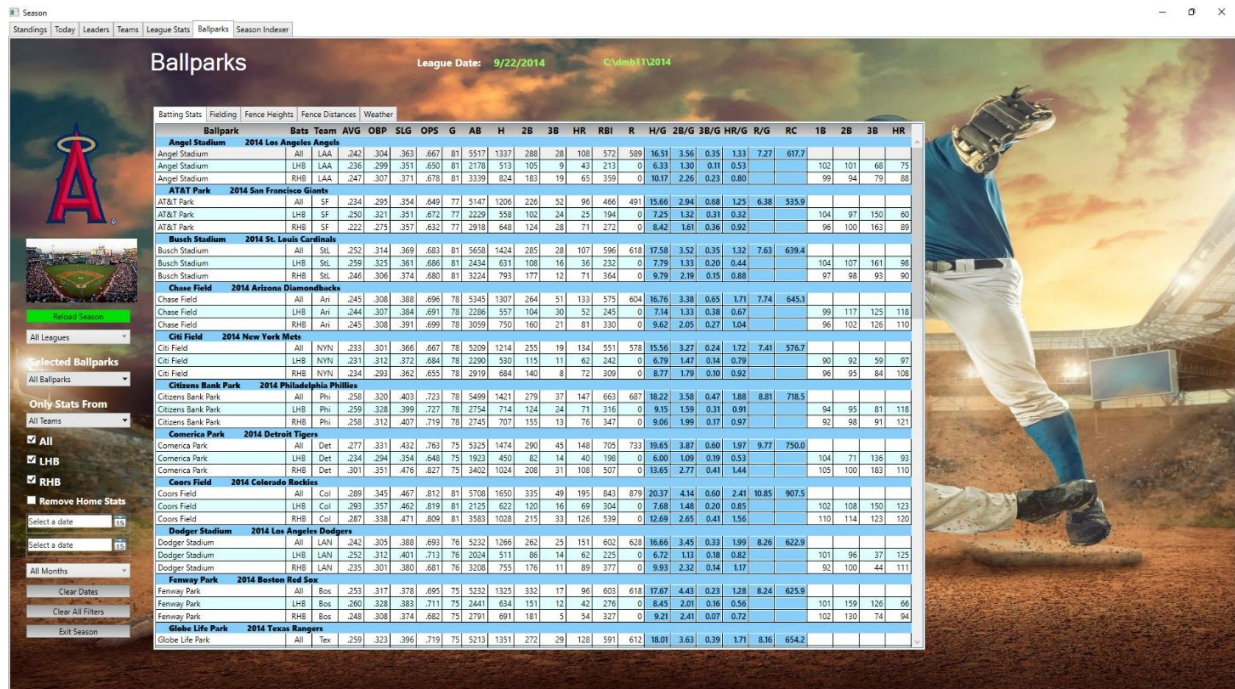 Season
Standings Today Leaders Teams League Stats Ballparks Season Indexer
Ballparks
League Date: 9/22/2014 C:\dmb11\2014
Batting Stats Fielding Fence Heights Fence Distances Weather
Ballpark Bats Team AVG OBP SLG OPS G AB H 2B 3B HR RBI R H/G 2B/G 3B/G HR/G R/G RC 1B 2B 3B HR
Angel Stadium 2014 Los Angeles Angels
Angel Stadium All LAA .242 .304 .363 .667 81 5517 1337 288 28 108 572 589 16.51 3.56 0.35 1.33 7.27 617.7
Angel Stadium LHB LAA .236 .299 .351 .650 81 2178 513 105 9 43 213 0 6.33 1.30 0.11 0.53 102 101 68 75
Angel Stadium RHB LAA .247 .307 .371 .678 81 3339 824 183 19 65 359 0 10.17 2.26 0.23 0.80 99 94 79 88
AT&T Park 2014 San Francisco Giants
AT&T Park All SF .234 .295 .354 .649 77 5147 1206 226 52 96 466 491 15.66 2.94 0.68 1.25 6.38 535.9
AT&T Park LHB SF .250 .321 .351 .672 77 2229 558 102 24 25 194 0 7.25 1.32 0.31 0.32 104 97 150 60
AT&T Park RHB SF .222 .275 .357 .632 77 2918 648 124 28 71 272 0 8.42 1.61 0.36 0.92 96 100 163 89
Busch Stadium 2014 St. Louis Cardinals
Busch Stadium All StL .252 .314 .369 .683 81 5658 1424 285 28 107 596 618 17.58 3.52 0.35 1.32 7.63 639.4
Busch Stadium LHB StL .259 .325 .361 .686 81 2434 631 108 16 36 232 0 7.79 1.33 0.20 0.44 104 107 161 98
Busch Stadium RHB StL .246 .306 .374 .680 81 3224 793 177 12 71 364 0 9.79 2.19 0.15 0.88 97 98 93 90
Chase Field 2014 Arizona Diamondbacks
Chase Field All Ari .245 .308 .388 .696 78 5345 1307 264 51 133 575 604 16.76 3.38 0.65 1.71 7.74 645.1
Chase Field LHB Ari .244 .307 .384 .691 78 2286 557 104 30 52 245 0 7.14 1.33 0.38 0.67 99 117 125 118
Chase Field RHB Ari .245 .308 .391 .699 78 3059 750 160 21 81 330 0 9.62 2.05 0.27 1.04 96 102 126 110
Citi Field 2014 New York Mets
Citi Field All NYN .233 .301 .366 .667 78 5209 1214 255 19 134 551 578 15.56 3.27 0.24 1.72 7.41 576.7
Citi Field LHB NYN .231 .312 .372 .684 78 2290 530 115 11 62 242 0 6.79 1.47 0.14 0.79 90 92 59 97
Citi Field RHB NYN .234 .293 .362 .655 78 2919 684 140 8 72 309 0 8.77 1.79 0.10 0.92 96 95 84 108
Citizens Bank Park 2014 Philadelphia Phillies
Citizens Bank Park All Phi .258 .320 .403 .723 78 5499 1421 279 37 147 663 687 18.22 3.58 0.47 1.88 8.81 718.5
Citizens Bank Park LHB Phi .259 .328 .399 .727 78 2754 714 124 24 71 316 0 9.15 1.59 0.31 0.91 94 95 81 118
Citizens Bank Park RHB Phi .258 .312 .407 .719 78 2745 707 155 13 76 347 0 9.06 1.99 0.17 0.97 92 98 91 121
Comerica Park 2014 Detroit Tigers
Comerica Park All Det .277 .331 .432 .763 75 5325 1474 290 45 148 705 733 19.65 3.87 0.60 1.97 9.77 750.0
Comerica Park LHB Det .234 .294 .354 .648 75 1923 450 82 14 40 198 0 6.00 1.09 0.19 0.53 104 71 136 93
Comerica Park RHB Det .301 .351 .476 .827 75 3402 1024 208 31 108 507 0 13.65 2.77 0.41 1.44 105 100 183 110
Coors Field 2014 Colorado Rockies
Coors Field All Col .289 .345 .467 .812 81 5708 1650 335 49 195 843 879 20.37 4.14 0.60 2.41 10.85 907.5
Coors Field LHB Col .293 .357 .462 .819 81 2125 622 120 16 69 304 0 7.68 1.48 0.20 0.85 102 108 150 123
Coors Field RHB Col .287 .338 .471 .809 81 3583 1028 215 33 126 539 0 12.69 2.65 0.41 1.56 110 114 123 120
Dodger Stadium 2014 Los Angeles Dodgers
Dodger Stadium All LAN .242 .305 .388 .693 76 5232 1266 262 25 151 602 628 16.66 3.45 0.33 1.99 8.26 622.9
Dodger Stadium LHB LAN .252 .312 .401 .713 76 2024 511 86 14 62 225 0 6.72 1.13 0.18 0.82 101 96 37 125
Dodger Stadium RHB LAN .235 .301 .380 .681 76 3208 755 176 11 89 377 0 9.93 2.32 0.14 1.17 92 100 44 111
Fenway Park 2014 Boston Red Sox
Fenway Park All Bos .253 .317 .378 .695 75 5232 1325 332 17 96 603 618 17.67 4.43 0.23 1.28 8.24 625.9
Fenway Park LHB Bos .260 .328 .383 .711 75 2441 634 151 12 42 276 0 8.45 2.01 0.16 0.56 101 159 126 66
Fenway Park RHB Bos .248 .308 .374 .682 75 2791 691 181 5 54 327 0 9.21 2.41 0.07 0.72 102 130 74 94
Globe Life Park 2014 Texas Rangers
Globe Life Park All Tex .259 .323 .396 .719 75 5213 1351 272 29 128 591 612 18.01 3.63 0.39 1.71 8.16 654.2
Reload Season
All Leagues
Selected Ballparks
All Ballparks
Only Stats From
All Teams
All
LHB
RHB
Remove Home Stats
Select a date 15
Select a date 15
All Months
Clear Dates
Clear All Filters
Exit Season